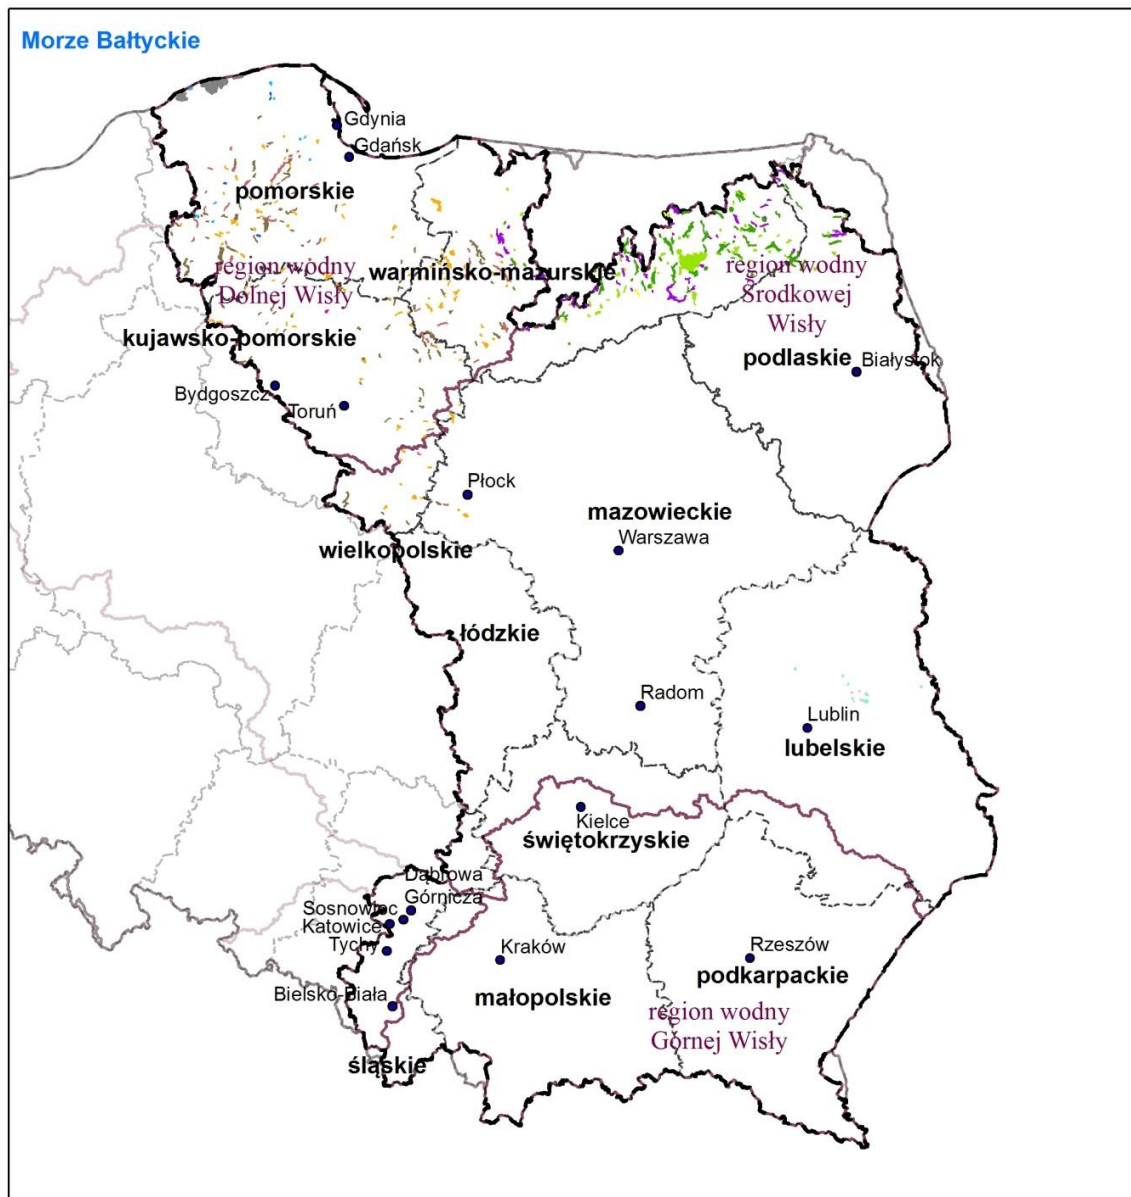 Morze Bałtyckie
Gdynia
Gdańsk
pomorskie
warmińsko-mazurskie
region wodny
Dolnej Wisły
region wodny
Środkowej
Wisły
kujawsko-pomorskie
podlaskie
Białystok
Bydgoszcz
Toruń
Płock
mazowieckie
Warszawa
wielkopolskie
łódzkie
Radom
Lublin
lubelskie
Kielce
świętokrzyskie
Dąbrowa
Górnicza
Sosnowiec
Katowice
Tychy
Kraków
Rzeszów
podkarpackie
Bielsko-Biała
małopolskie
region wodny
Górnej Wisły
śląskie